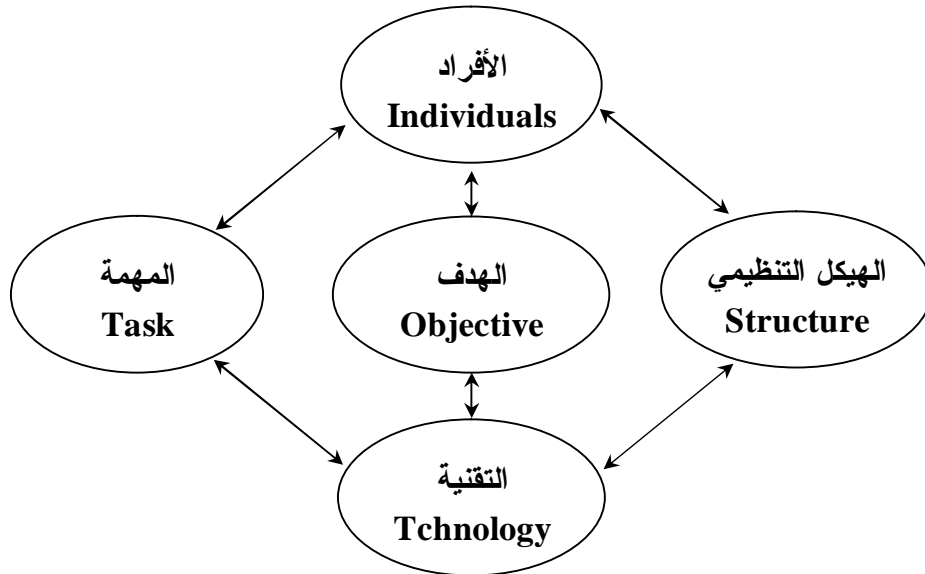 الأفراد
Individuals
المهمة
Task
الهدف
Objective
الهيكل التنظيمي
Structure
التقنية
Tchnology